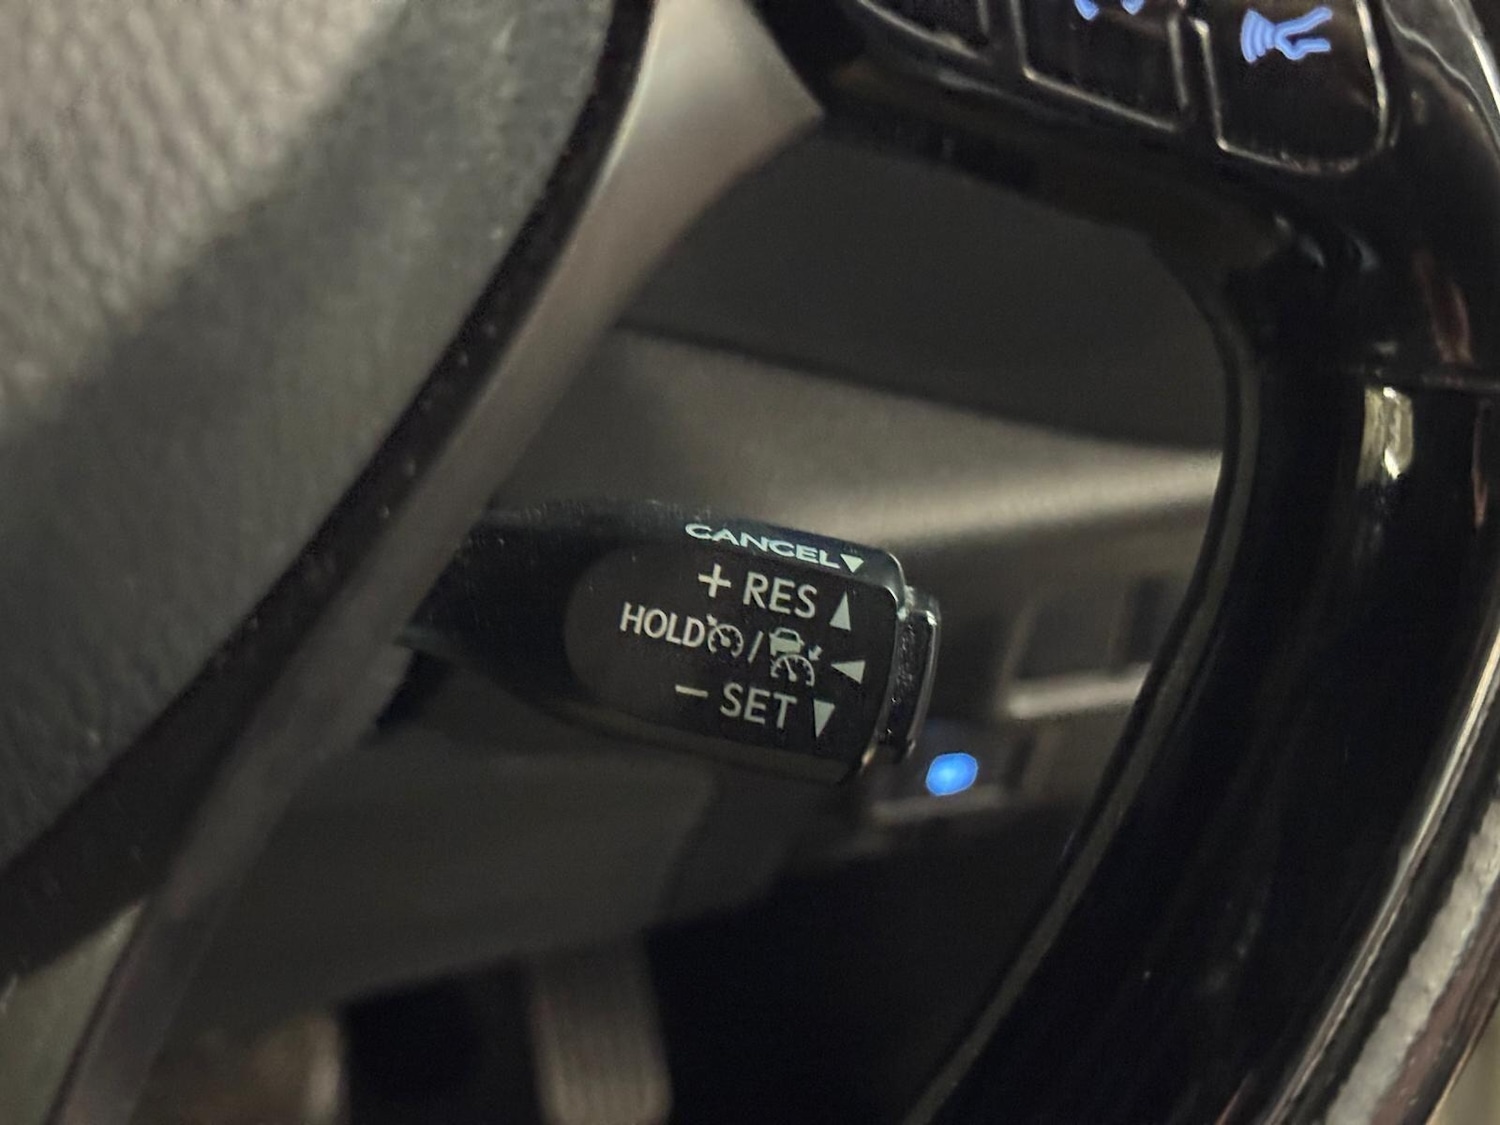 CANCEL▼
+ RES ▲
HOLD / ◀
− SET ▼